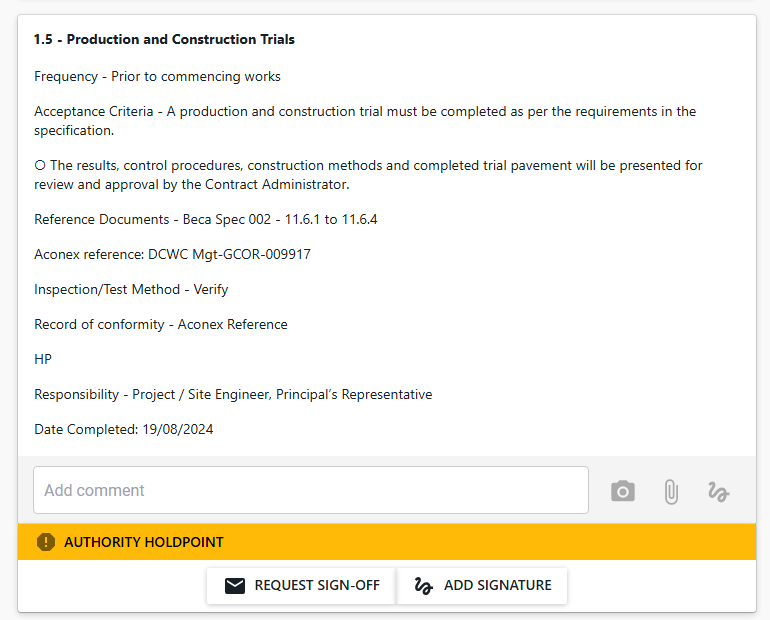 1.5 - Production and Construction Trials
Frequency - Prior to commencing works
Acceptance Criteria - A production and construction trial must be completed as per the requirements in the
specification.
O The results, control procedures, construction methods and completed trial pavement will be presented for
review and approval by the Contract Administrator.
Reference Documents - Beca Spec 002 - 11.6.1 to 11.6.4
Aconex reference: DCWC Mgt-GCOR-009917
Inspection/Test Method - Verify
Record of conformity - Aconex Reference
HP
Responsibility - Project / Site Engineer, Principal's Representative
Date Completed: 19/08/2024
Add comment
AUTHORITY HOLDPOINT
REQUEST SIGN-OFF
ADD SIGNATURE